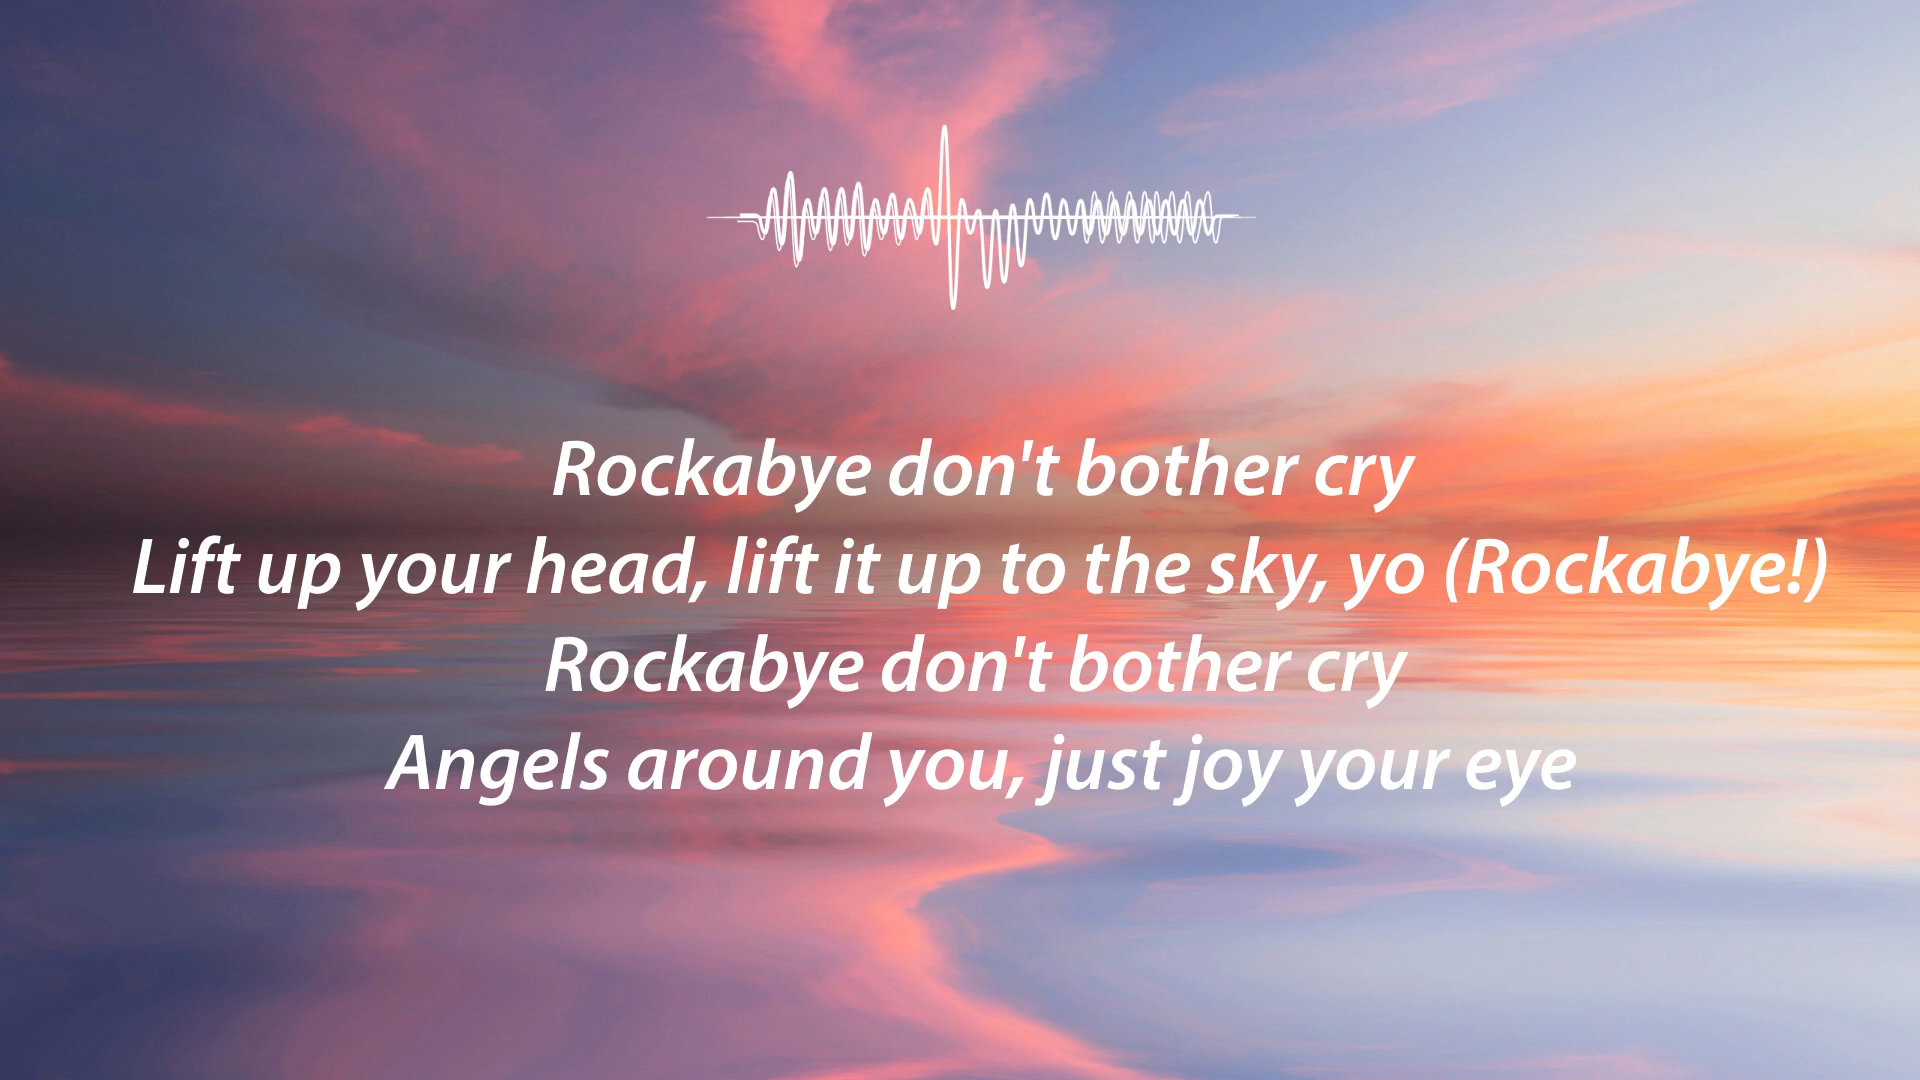 Rockabye don't bother cry
Lift up your head, lift it up to the sky, yo (Rockabye!)
Rockabye don't bother cry
Angels around you, just joy your eye